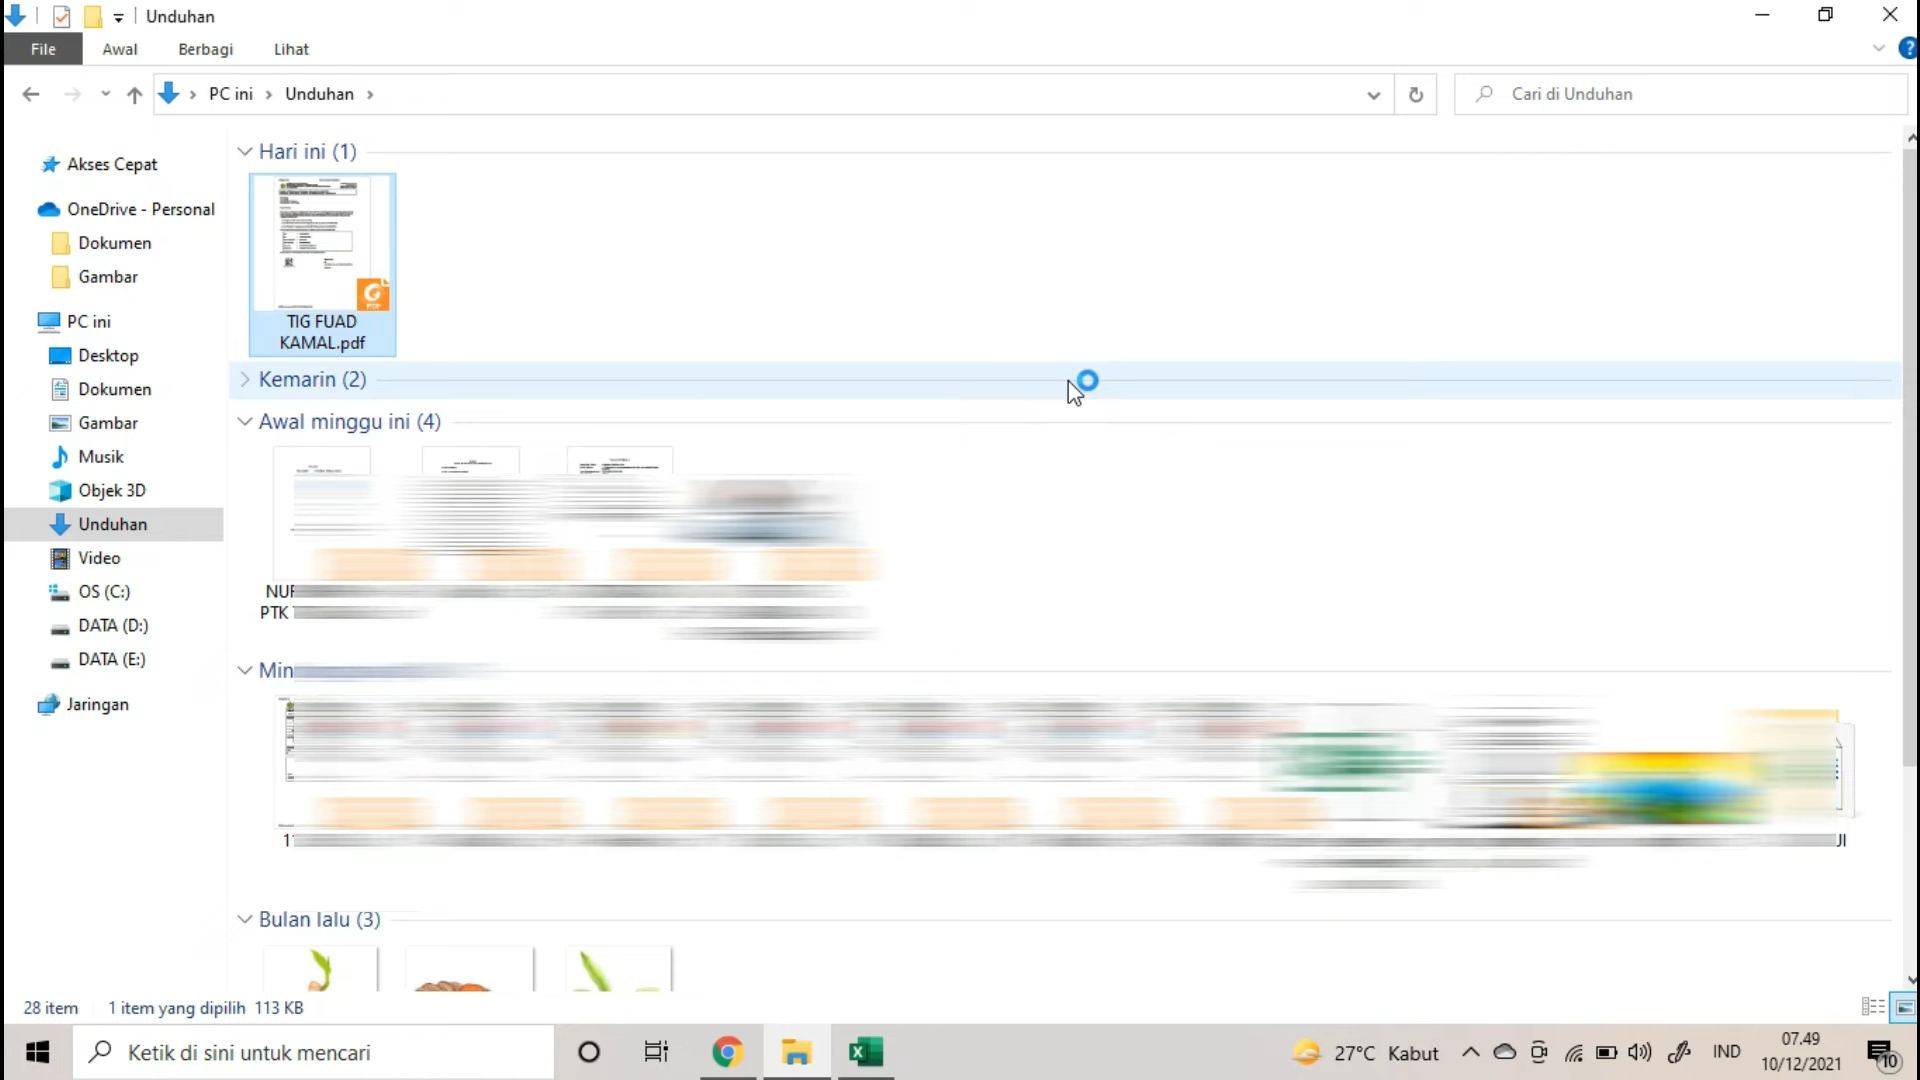 Unduhan
File Awal Berbagi Lihat
PC ini Unduhan
Cari di Unduhan
Akses Cepat
OneDrive - Personal
Dokumen
Gambar
PC ini
Desktop
Dokumen
Gambar
Musik
Objek 3D
Unduhan
Video
OS (C:)
DATA (D:)
DATA (E:)
Jaringan
Hari ini (1)
TIG FUAD
KAMAL.pdf
Kemarin (2)
Awal minggu ini (4)
PTK
Bulan lalu (3)
28 item 1 item yang dipilih 113 KB
Ketik di sini untuk mencari
27°C Kabut
IND
07.49
10/12/2021
10